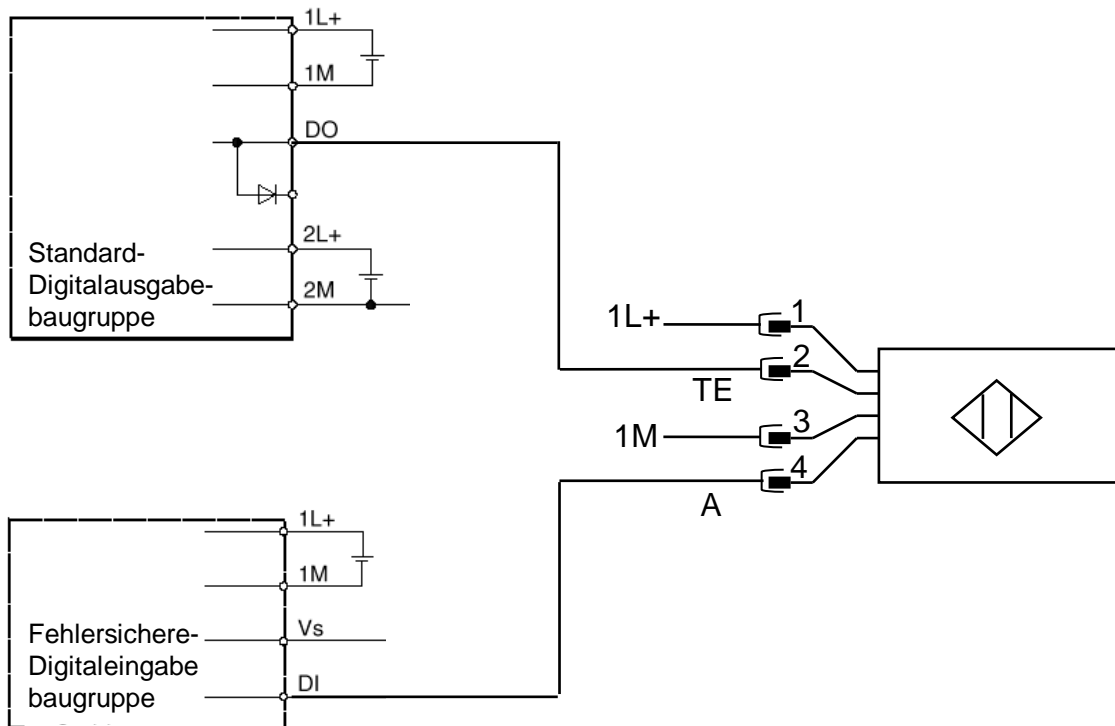 1L+
1M
DO
2L+
2M
Standard-
Digitalausgabe-
baugruppe
1L+
1
TE
2
1M
3
A
4
1L+
1M
Vs
DI
Fehlersichere-
Digitaleingabe
baugruppe